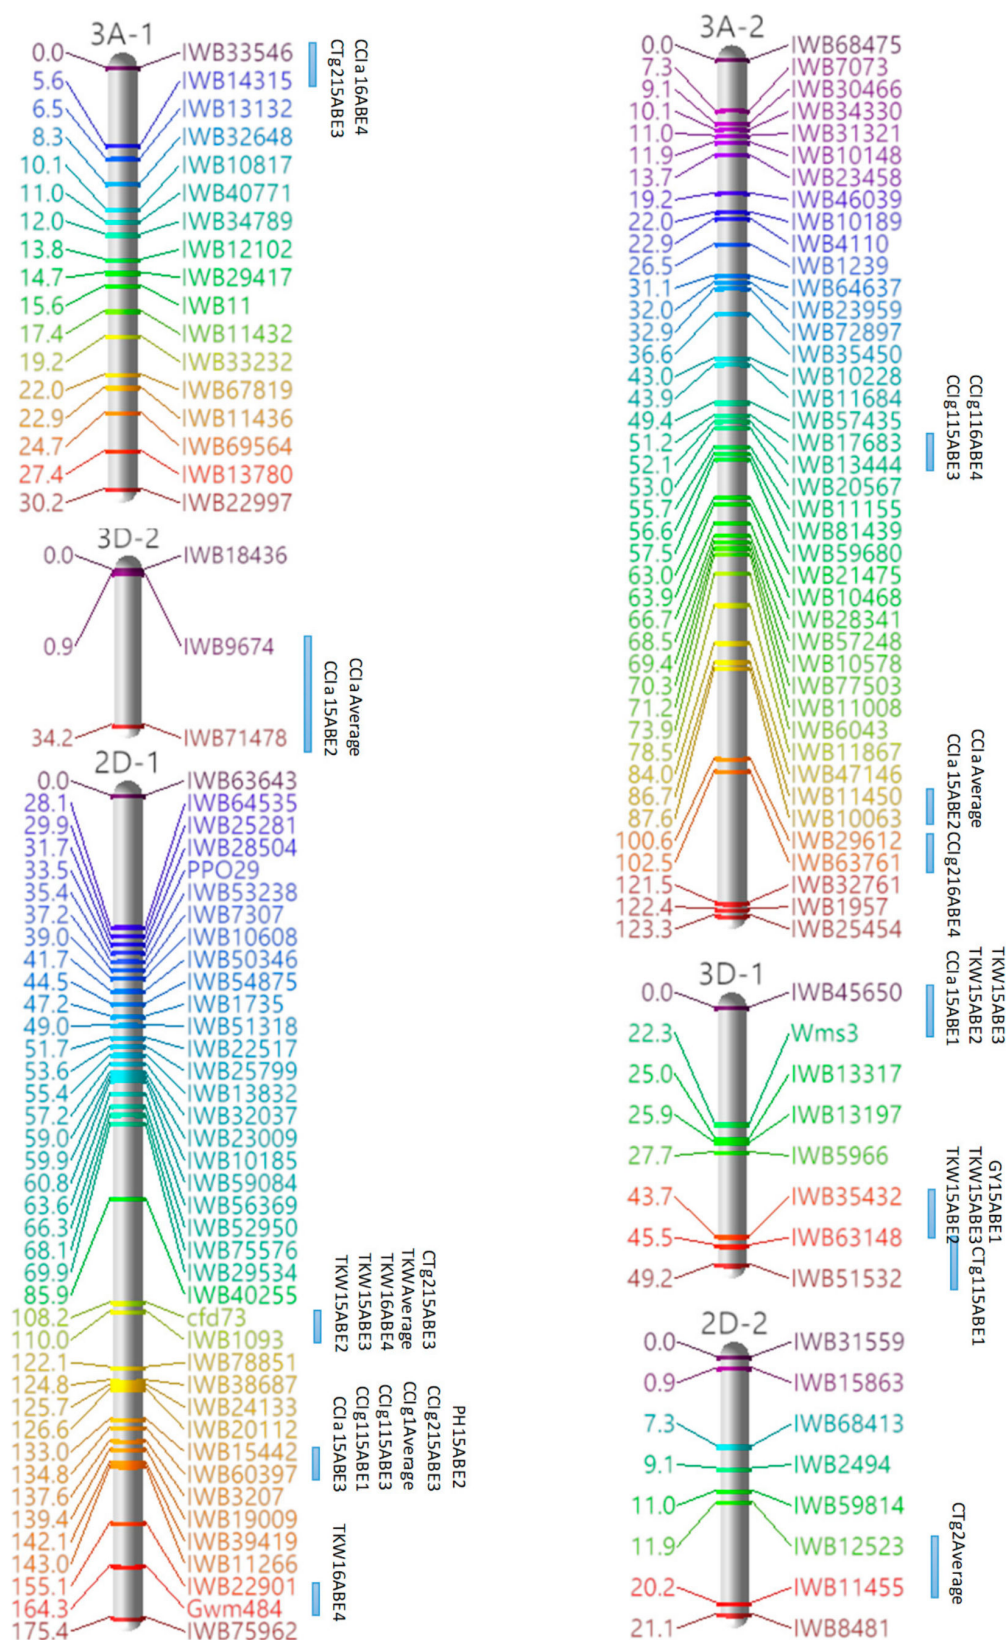 3A-1
0.0 IWB33546
5.6 IWB14315
6.5 IWB13132
8.3 IWB32648
10.1 IWB10817
11.0 IWB40771
12.0 IWB34789
13.8 IWB12102
14.7 IWB29417
15.6 IWB11
17.4 IWB11432
19.2 IWB33232
22.0 IWB67819
22.9 IWB11436
24.7 IWB69564
27.4 IWB13780
30.2 IWB22997
CCIa16ABE4
CTg215ABE3
3D-2
0.0 IWB18436
0.9 IWB9674
34.2 IWB71478
CCIaAverage
CCIa15ABE2
2D-1
0.0 IWB63643
28.1 IWB64535
29.9 IWB25281
31.7 IWB28504
33.5 PPO29
35.4 IWB53238
37.2 IWB7307
39.0 IWB10608
41.7 IWB50346
44.5 IWB54875
47.2 IWB1735
49.0 IWB51318
51.7 IWB22517
53.6 IWB25799
55.4 IWB13832
57.2 IWB32037
59.0 IWB23009
59.9 IWB10185
60.8 IWB59084
63.6 IWB56369
66.3 IWB52950
68.1 IWB75576
69.9 IWB29534
85.9 IWB40255
108.2 cfd73
110.0 IWB1093
122.1 IWB78851
124.8 IWB38687
125.7 IWB24133
126.6 IWB20112
133.0 IWB15442
134.8 IWB60397
137.6 IWB3207
139.4 IWB19009
142.1 IWB39419
143.0 IWB11266
155.1 IWB22901
164.3 Gwm484
175.4 IWB75962
CTg215ABE3
TKWAverage
TKW16ABE4
TKW15ABE3
TKW15ABE2
PH15ABE2
CCIg215ABE3
CCIg1Average
CCIg115ABE3
CCIg115ABE1
CCIa15ABE3
TKW16ABE4
3A-2
0.0 IWB68475
7.3 IWB7073
9.1 IWB30466
10.1 IWB34330
11.0 IWB31321
11.9 IWB10148
13.7 IWB23458
19.2 IWB46039
22.0 IWB10189
22.9 IWB4110
26.5 IWB1239
31.1 IWB64637
32.0 IWB23959
32.9 IWB72897
36.6 IWB35450
43.0 IWB10228
43.9 IWB11684
49.4 IWB57435
51.2 IWB17683
52.1 IWB13444
53.0 IWB20567
55.7 IWB11155
56.6 IWB81439
57.5 IWB59680
63.0 IWB21475
63.9 IWB10468
66.7 IWB28341
68.5 IWB57248
69.4 IWB10578
70.3 IWB77503
71.2 IWB11008
73.9 IWB6043
78.5 IWB11867
84.0 IWB47146
86.7 IWB11450
87.6 IWB10063
100.6 IWB29612
102.5 IWB63761
121.5 IWB32761
122.4 IWB1957
123.3 IWB25454
CCIg116ABE4
CCIg115ABE3
CCIaAverage
CCIa15ABE2
CCIg216ABE4
3D-1
0.0 IWB45650
22.3 Wms3
25.0 IWB13317
25.9 IWB13197
27.7 IWB5966
43.7 IWB35432
45.5 IWB63148
49.2 IWB51532
TKW15ABE3
TKW15ABE2
CCIa15ABE1
GY15ABE1
TKW15ABE3
TKW15ABE2
CTg115ABE1
2D-2
0.0 IWB31559
0.9 IWB15863
7.3 IWB68413
9.1 IWB2494
11.0 IWB59814
11.9 IWB12523
20.2 IWB11455
21.1 IWB8481
CTg2Average